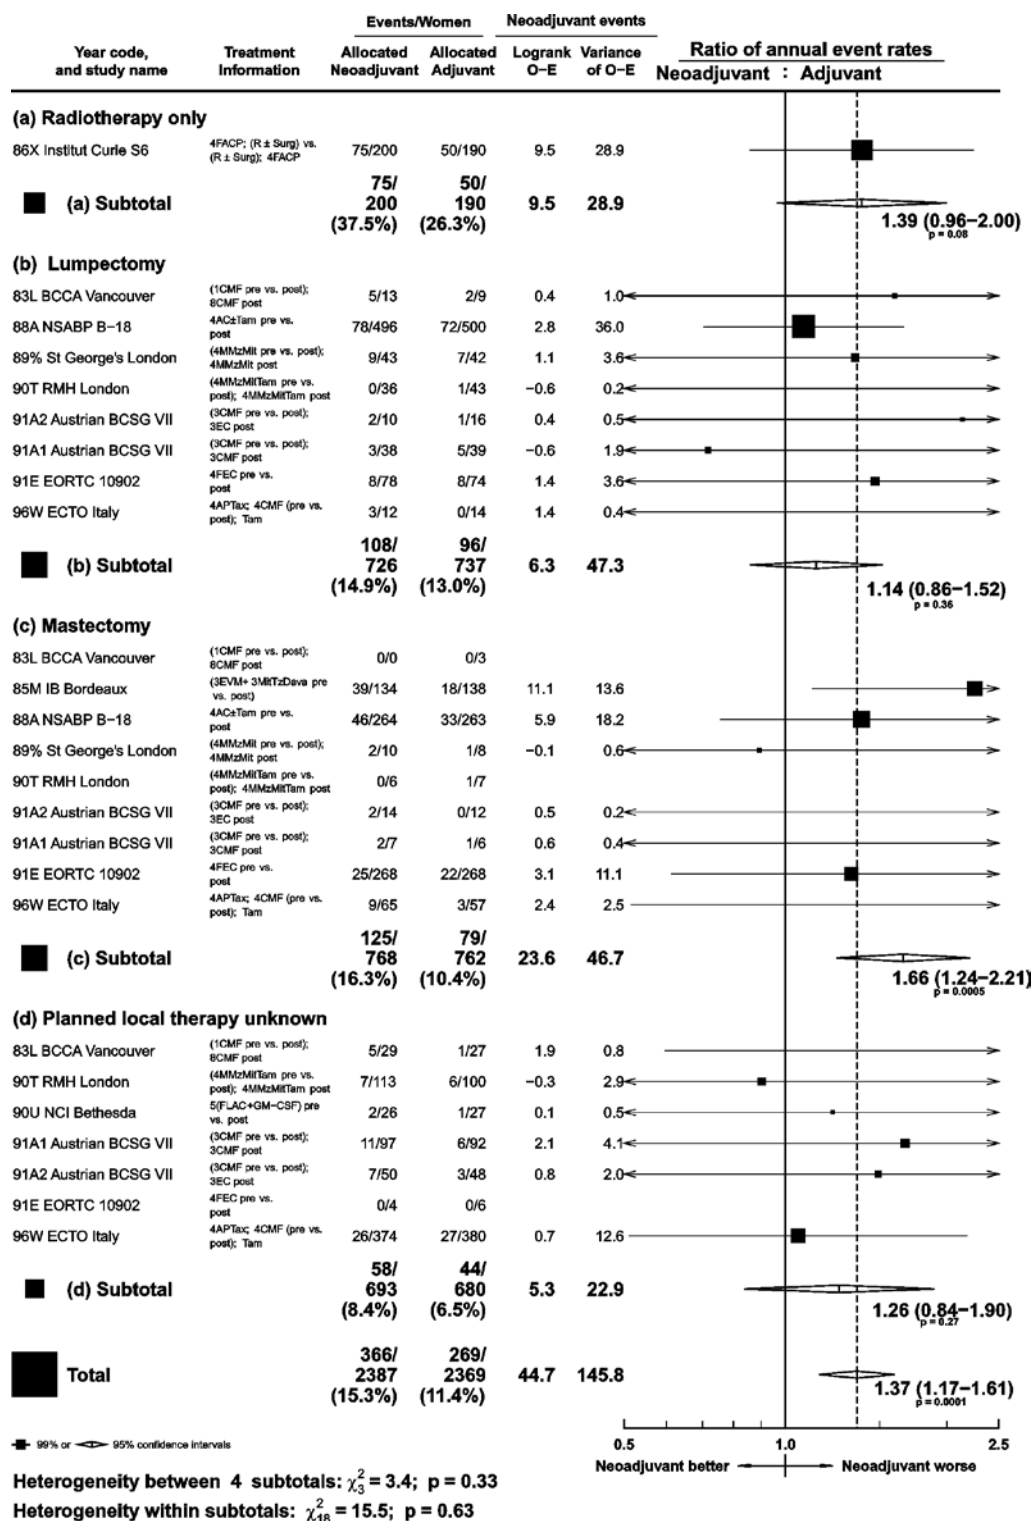 Events/Women Neoadjuvant events
Year code, and study name Treatment Information Allocated Neoadjuvant Allocated Adjuvant Logrank O−E Variance of O−E Ratio of annual event rates Neoadjuvant : Adjuvant
(a) Radiotherapy only
86X Institut Curie S6 4FACP; (R ± Surg) vs. (R ± Surg); 4FACP 75/200 50/190 9.5 28.9
(a) Subtotal 75/200 (37.5%) 50/190 (26.3%) 9.5 28.9 1.39 (0.96−2.00) p = 0.08
(b) Lumpectomy
83L BCCA Vancouver (1CMF pre vs. post); 8CMF post 5/13 2/9 0.4 1.0
88A NSABP B−18 4AC±Tam pre vs. post 78/496 72/500 2.8 36.0
89% St George's London (4MMzMit pre vs. post); 4MMzMit post 9/43 7/42 1.1 3.6
90T RMH London (4MMzMitTam pre vs. post); 4MMzMitTam post 0/36 1/43 −0.6 0.2
91A2 Austrian BCSG VII (3CMF pre vs. post); 3EC post 2/10 1/16 0.4 0.5
91A1 Austrian BCSG VII (3CMF pre vs. post); 3CMF post 3/38 5/39 −0.6 1.9
91E EORTC 10902 4FEC pre vs. post 8/78 8/74 1.4 3.6
96W ECTO Italy 4APTax; 4CMF (pre vs. post); Tam 3/12 0/14 1.4 0.4
(b) Subtotal 108/726 (14.9%) 96/737 (13.0%) 6.3 47.3 1.14 (0.86−1.52) p = 0.36
(c) Mastectomy
83L BCCA Vancouver (1CMF pre vs. post); 8CMF post 0/0 0/3
85M IB Bordeaux (3EVM+ 3MitTzDava pre vs. post) 39/134 18/138 11.1 13.6
88A NSABP B−18 4AC±Tam pre vs. post 46/264 33/263 5.9 18.2
89% St George's London (4MMzMit pre vs. post); 4MMzMit post 2/10 1/8 −0.1 0.6
90T RMH London (4MMzMitTam pre vs. post); 4MMzMitTam post 0/6 1/7
91A2 Austrian BCSG VII (3CMF pre vs. post); 3EC post 2/14 0/12 0.5 0.2
91A1 Austrian BCSG VII (3CMF pre vs. post); 3CMF post 2/7 1/6 0.6 0.4
91E EORTC 10902 4FEC pre vs. post 25/268 22/268 3.1 11.1
96W ECTO Italy 4APTax; 4CMF (pre vs. post); Tam 9/65 3/57 2.4 2.5
(c) Subtotal 125/768 (16.3%) 79/762 (10.4%) 23.6 46.7 1.66 (1.24−2.21) p = 0.0005
(d) Planned local therapy unknown
83L BCCA Vancouver (1CMF pre vs. post); 8CMF post 5/29 1/27 1.9 0.8
90T RMH London (4MMzMitTam pre vs. post); 4MMzMitTam post 7/113 6/100 −0.3 2.9
90U NCI Bethesda 5(FLAC+GM−CSF) pre vs. post 2/26 1/27 0.1 0.5
91A1 Austrian BCSG VII (3CMF pre vs. post); 3CMF post 11/97 6/92 2.1 4.1
91A2 Austrian BCSG VII (3CMF pre vs. post); 3EC post 7/50 3/48 0.8 2.0
91E EORTC 10902 4FEC pre vs. post 0/4 0/6
96W ECTO Italy 4APTax; 4CMF (pre vs. post); Tam 26/374 27/380 0.7 12.6
(d) Subtotal 58/693 (8.4%) 44/680 (6.5%) 5.3 22.9 1.26 (0.84−1.90) p = 0.27
Total 366/2387 (15.3%) 269/2369 (11.4%) 44.7 145.8 1.37 (1.17−1.61) p = 0.0001
99% or 95% confidence intervals
0.5 1.0 2.5
Neoadjuvant better Neoadjuvant worse
Heterogeneity between 4 subtotals: χ²₃ = 3.4; p = 0.33
Heterogeneity within subtotals: χ²₁₈ = 15.5; p = 0.63